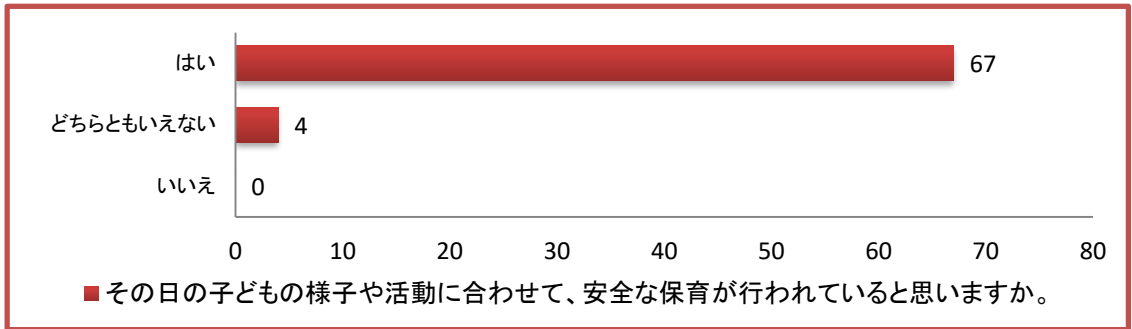 はい 67
どちらともいえない 4
いいえ 0
0 10 20 30 40 50 60 70 80
その日の子どもの様子や活動に合わせて、安全な保育が行われていると思いますか。